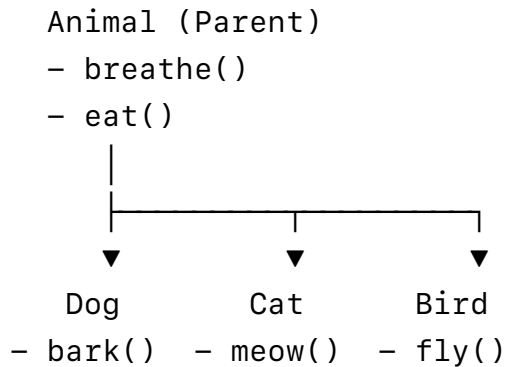 Animal (Parent)
– breathe()
– eat()
Dog Cat Bird
– bark() – meow() – fly()